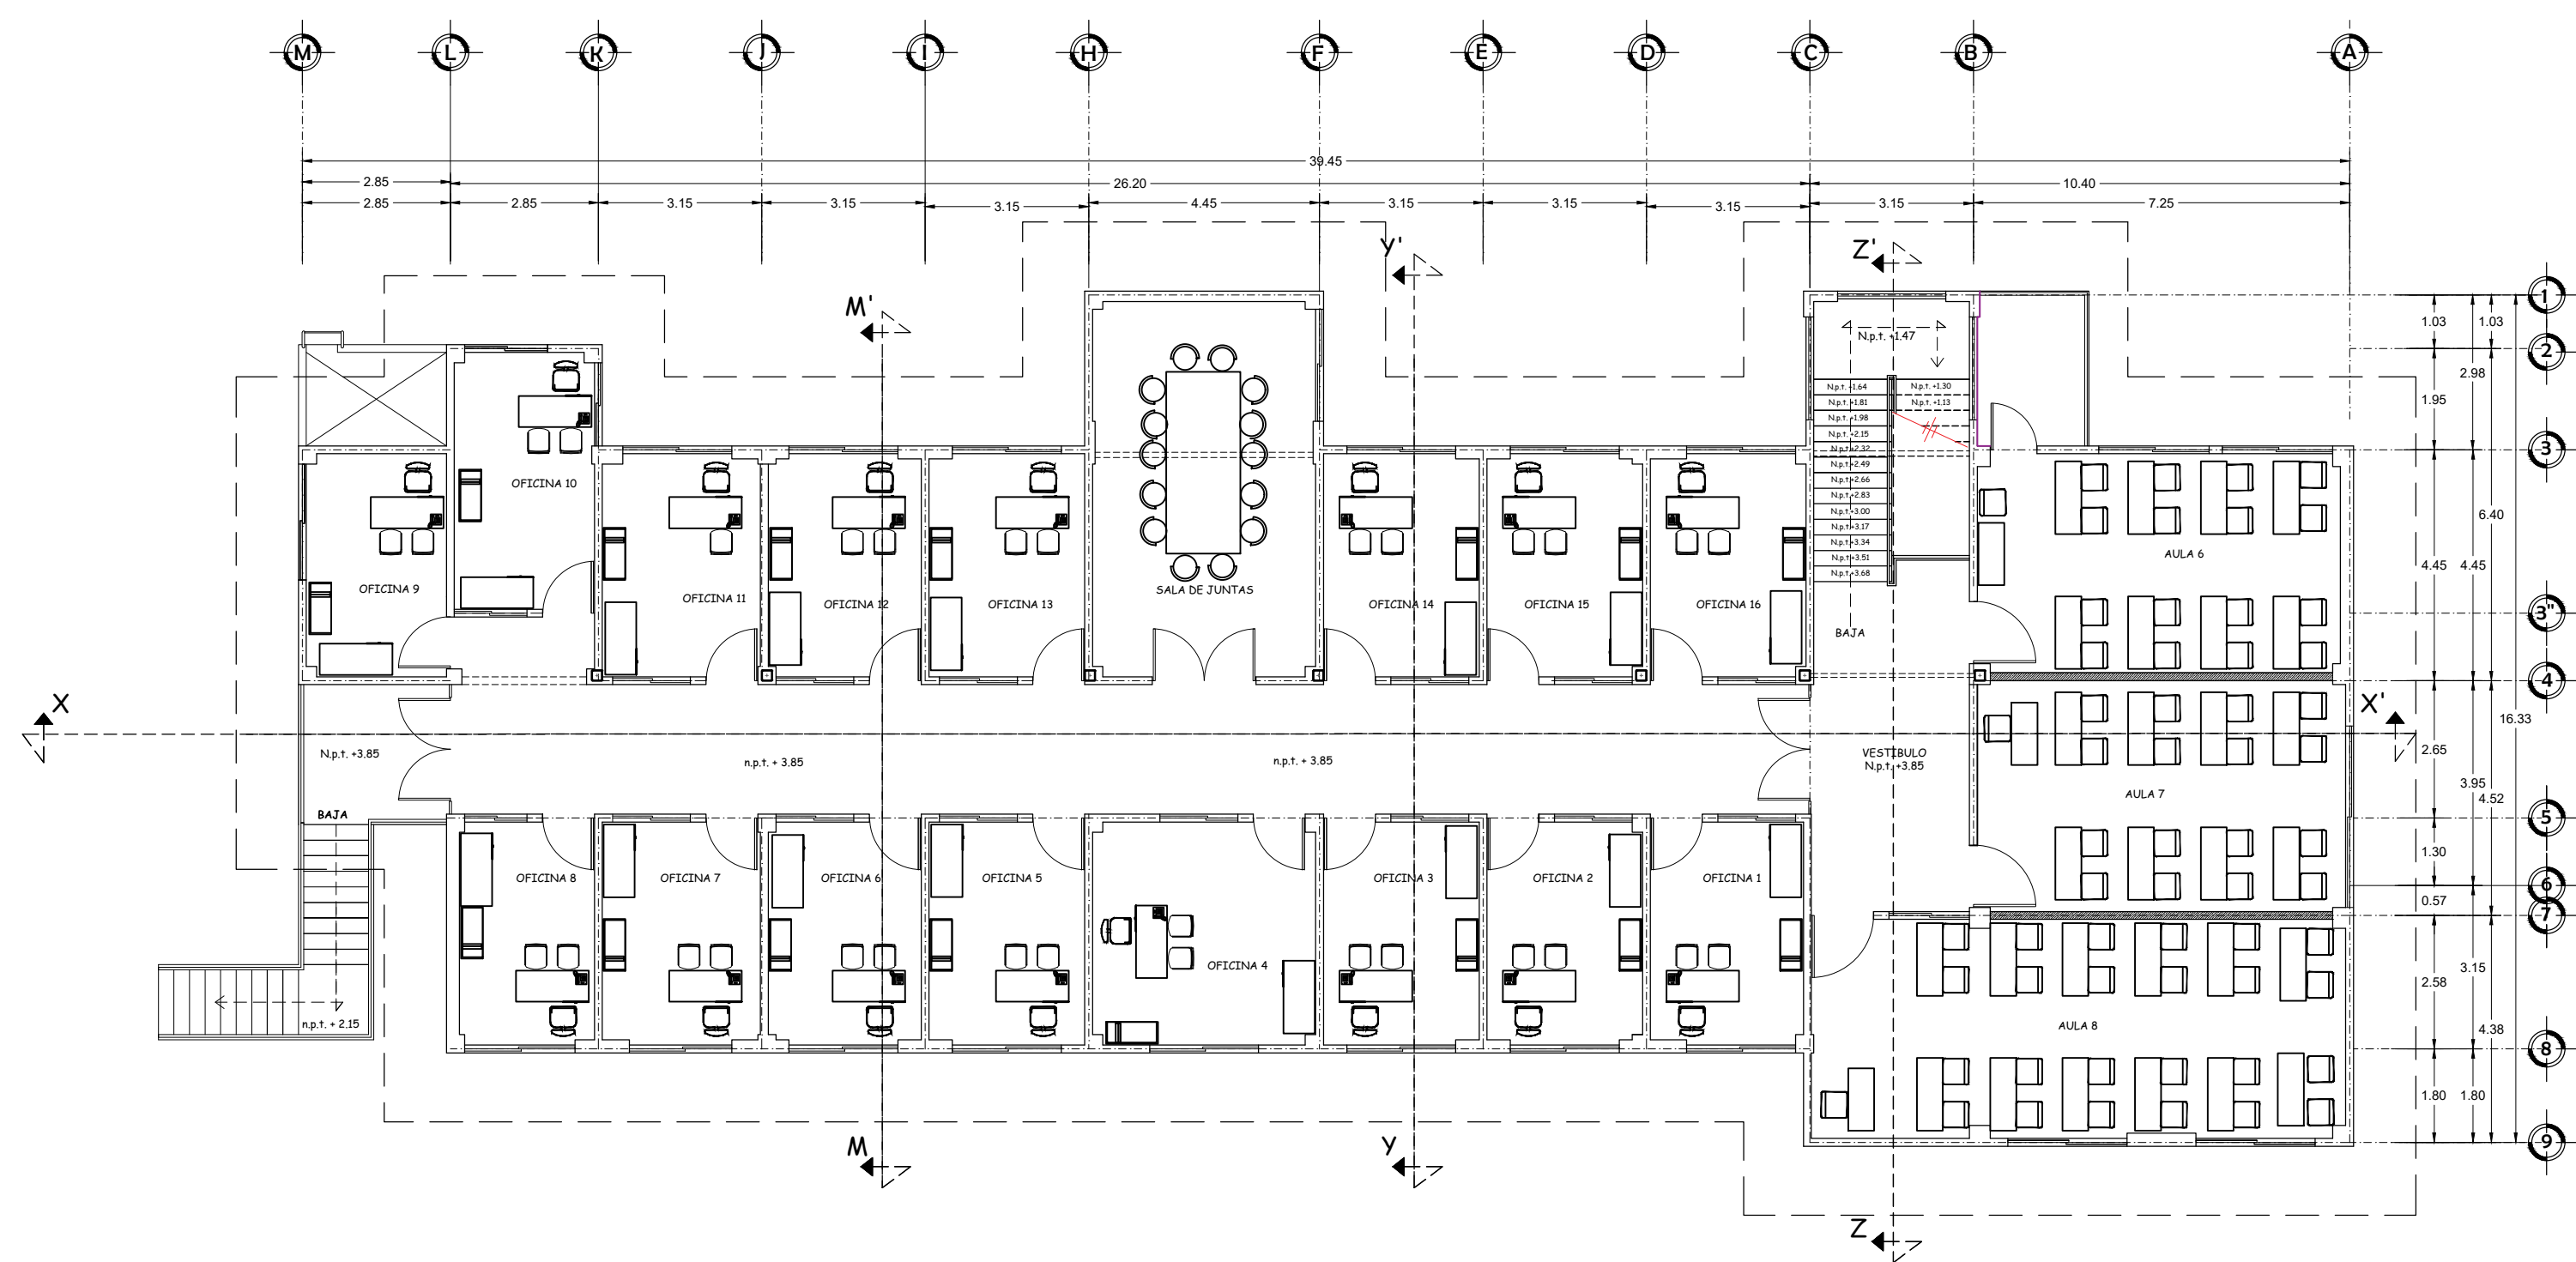 M L K J I H F E D C B A
39.45
2.85 26.20 10.40
2.85 2.85 3.15 3.15 3.15 4.45 3.15 3.15 3.15 3.15 7.25
Y'
Z'
M'
1
1.03 1.03
N.p.t. +1.47
2
2.98
N.p.t. +1.64 N.p.t. +1.30
1.95
N.p.t. +1.81 N.p.t. +1.13
N.p.t. +1.98
N.p.t. +2.15
N.p.t. +2.32
3
N.p.t. +2.49
N.p.t. +2.66
OFICINA 10
N.p.t. +2.83
N.p.t. +3.00
6.40
N.p.t. +3.17
N.p.t. +3.34
AULA 6
N.p.t. +3.51
4.45 4.45
N.p.t. +3.68
OFICINA 9
SALA DE JUNTAS
OFICINA 11
OFICINA 12
OFICINA 13
OFICINA 14
OFICINA 15
OFICINA 16
3"
BAJA
4
X
X'
16.33
N.p.t. +3.85
n.p.t. + 3.85
n.p.t. + 3.85
VESTIBULO
N.p.t. +3.85
2.65
3.95
AULA 7
4.52
BAJA
5
1.30
OFICINA 8
OFICINA 7
OFICINA 6
OFICINA 5
OFICINA 3
OFICINA 2
OFICINA 1
6
0.57
7
OFICINA 4
3.15
2.58
n.p.t. + 2.15
AULA 8
4.38
8
1.80 1.80
M
Y
9
Z